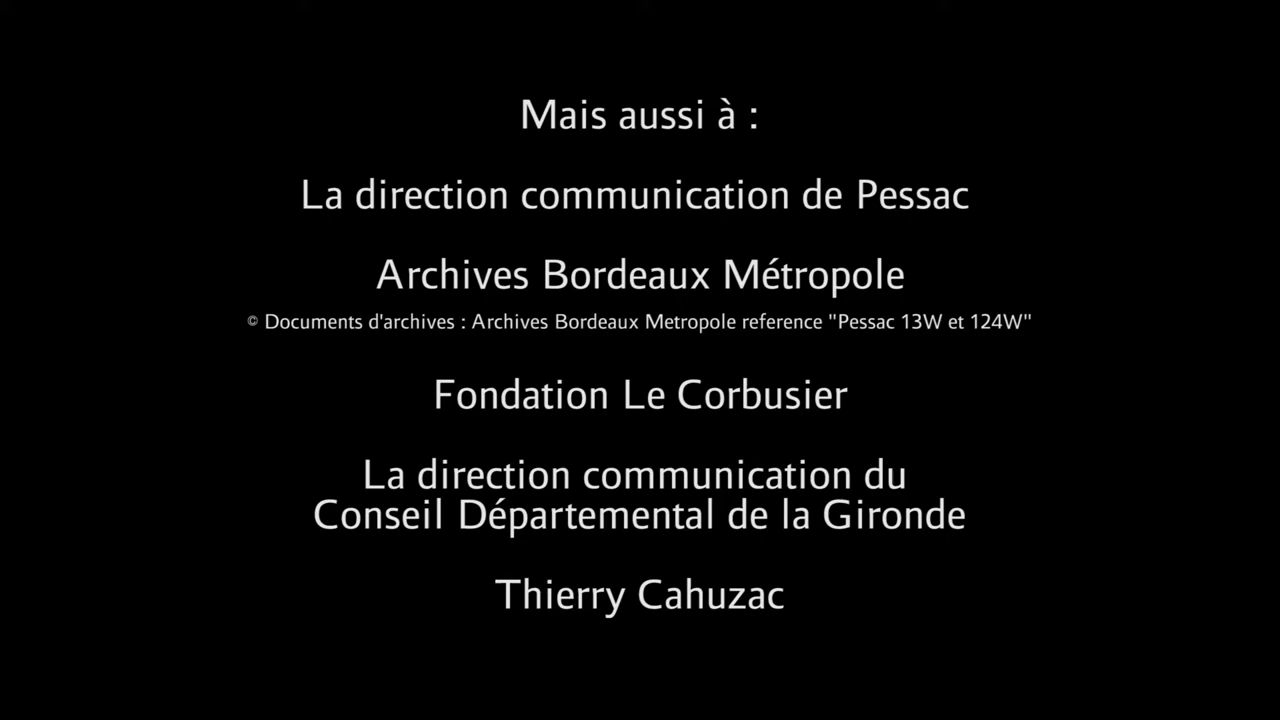 Mais aussi à :
La direction communication de Pessac
Archives Bordeaux Métropole
© Documents d'archives : Archives Bordeaux Metropole reference "Pessac 13W et 124W"
Fondation Le Corbusier
La direction communication du
Conseil Départemental de la Gironde
Thierry Cahuzac